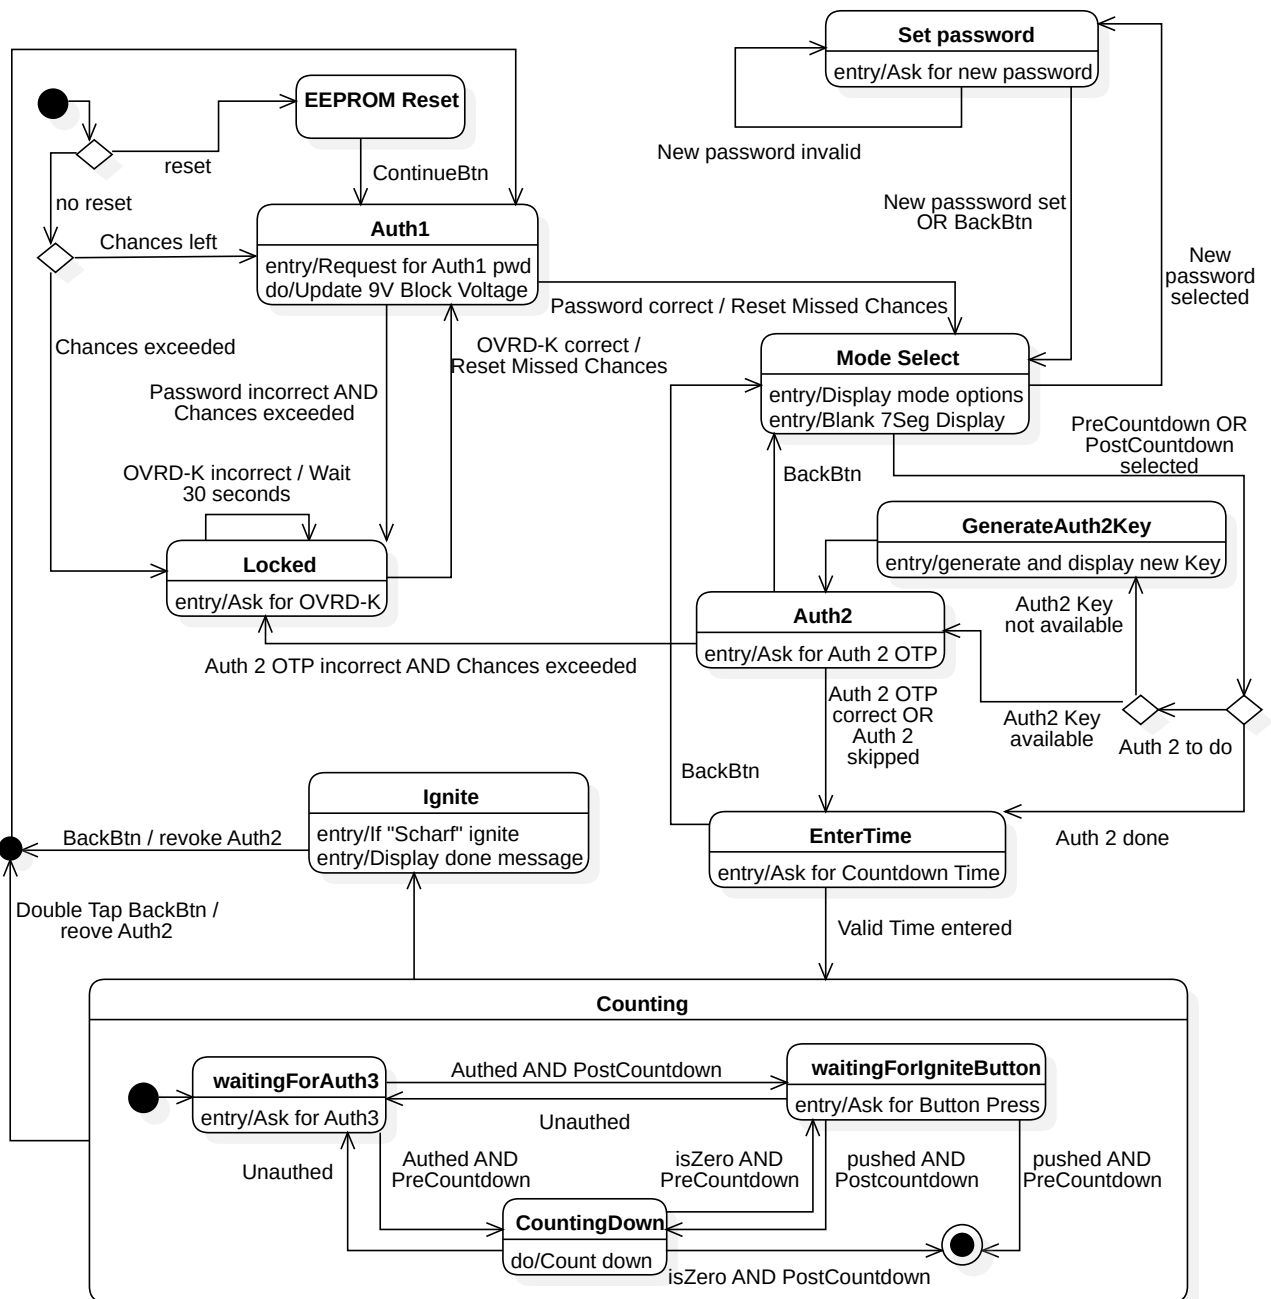 Set password
entry/Ask for new password
New password invalid
EEPROM Reset
reset
ContinueBtn
no reset
Chances left
Auth1
entry/Request for Auth1 pwd
do/Update 9V Block Voltage
New passsword set
OR BackBtn
New
password
selected
Password correct / Reset Missed Chances
Chances exceeded
OVRD-K correct /
Reset Missed Chances
Password incorrect AND
Chances exceeded
Mode Select
entry/Display mode options
entry/Blank 7Seg Display
PreCountdown OR
PostCountdown
selected
BackBtn
OVRD-K incorrect / Wait
30 seconds
GenerateAuth2Key
entry/generate and display new Key
Locked
entry/Ask for OVRD-K
Auth2
entry/Ask for Auth 2 OTP
Auth2 Key
not available
Auth 2 OTP incorrect AND Chances exceeded
Auth 2 OTP
correct OR
Auth 2
skipped
Auth2 Key
available
Auth 2 to do
BackBtn
Ignite
entry/If "Scharf" ignite
entry/Display done message
BackBtn / revoke Auth2
EnterTime
entry/Ask for Countdown Time
Auth 2 done
Double Tap BackBtn /
reove Auth2
Valid Time entered
Counting
waitingForAuth3
entry/Ask for Auth3
Authed AND PostCountdown
Unauthed
waitingForIgniteButton
entry/Ask for Button Press
Unauthed
Authed AND
PreCountdown
isZero AND
PreCountdown
pushed AND
Postcountdown
pushed AND
PreCountdown
CountingDown
do/Count down
isZero AND PostCountdown